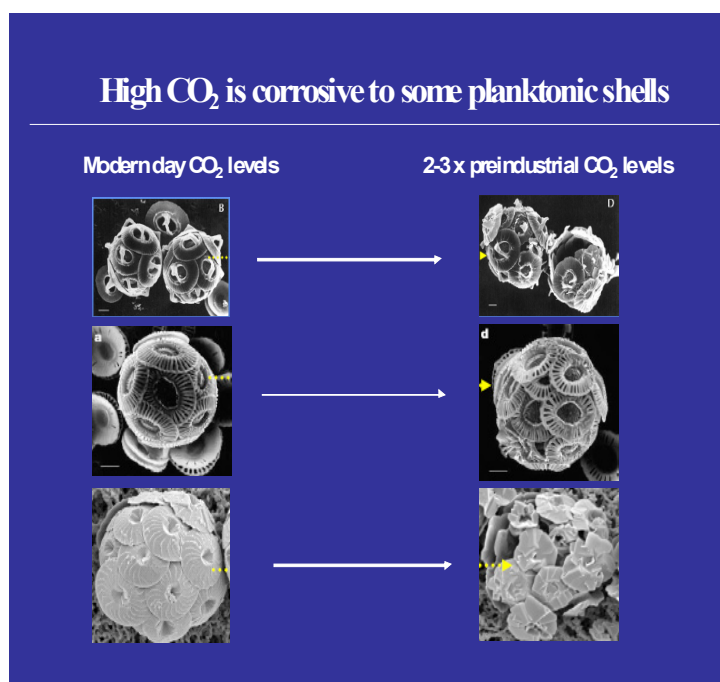 High CO₂ is corrosive to some planktonic shells
Modern day CO₂ levels
2-3 x preindustrial CO₂ levels
B
D
a
d